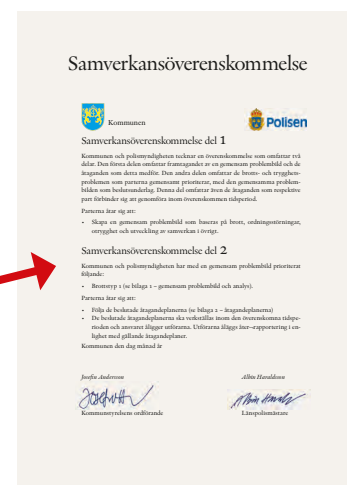 Samverkansöverenskommelse
Kommunen
Polisen
Samverkansöverenskommelse del 1
Kommunen och polismyndigheten tecknar en överenskommelse som omfattar två
delar. Den första delen omfattar framtagandet av en gemensam problembild och de
åtaganden som detta medför. Den andra delen omfattar de brotts- och trygghets-
problemen som parterna gemensamt prioriterat, med den gemensamma problem-
bilden som beslutsunderlag. Denna del omfattar även de åtaganden som respektive
part förbinder sig att genomföra inom överenskommen tidsperiod.
Parterna åtar sig att:
• Skapa en gemensam problembild som baseras på brott, ordningsstörningar,
otrygghet och utveckling av samverkan i övrigt.
Samverkansöverenskommelse del 2
Kommunen och polismyndigheten har med en gemensam problembild prioriterat
följande:
• Brottstyp 1 (se bilaga 1 – gemensam problembild och analys).
Parterna åtar sig att:
• Följa de beslutade åtagandeplanerna (se bilaga 2 – åtagandeplanerna)
• De beslutade åtagandeplanerna ska verkställas inom den överenskomna tidspe-
rioden och ansvaret åligger utförarna. Utförarna åläggs åter-rapportering i en-
lighet med gällande åtagandeplaner.
Kommunen den dag månad år
Josefin Andersson
Albin Haraldsson
Kommunstyrelsens ordförande
Länspolismästare